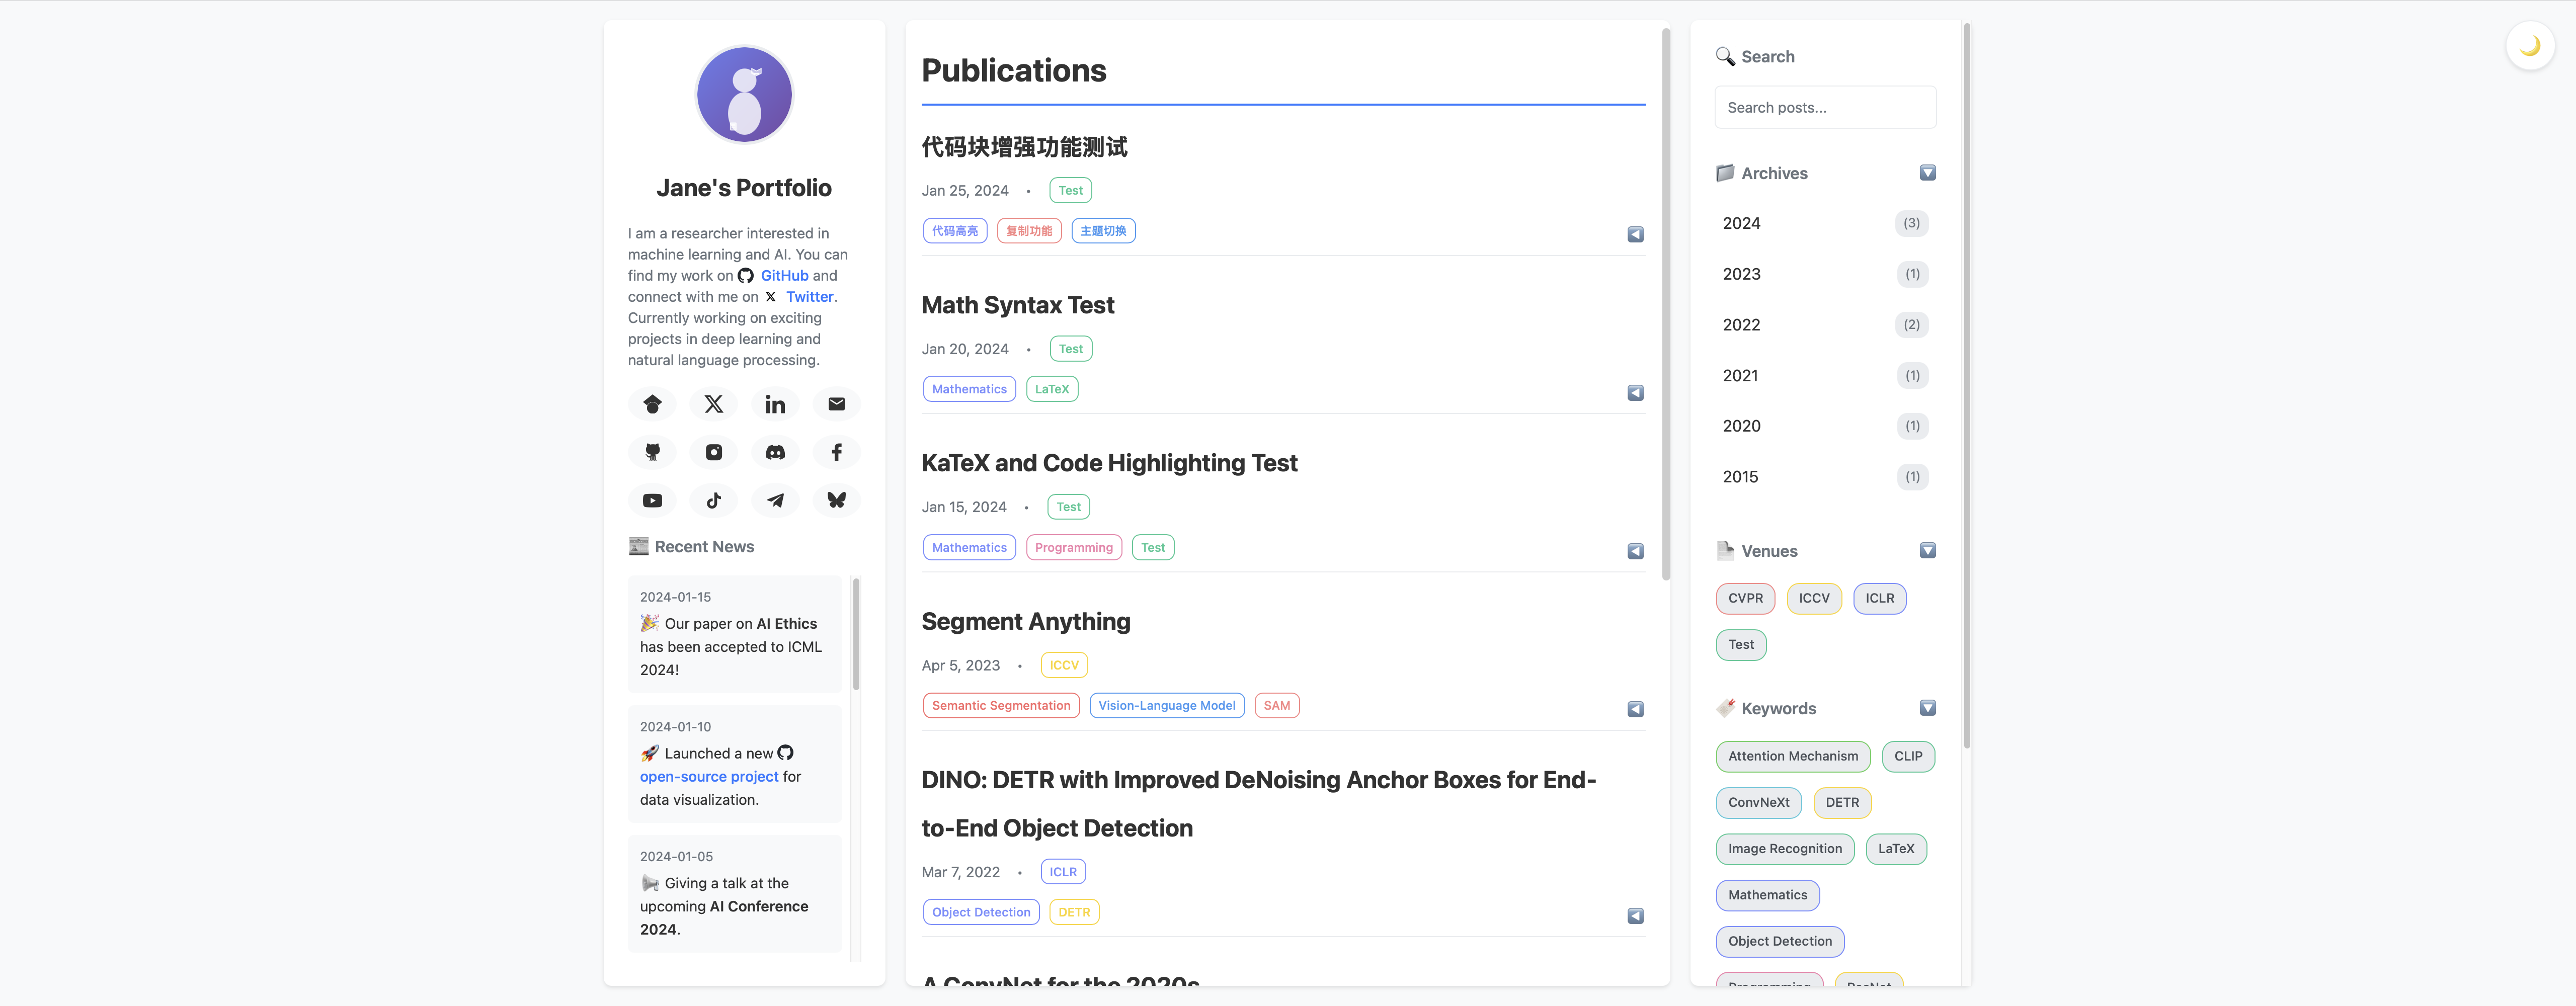 Jane's Portfolio
I am a researcher interested in
machine learning and AI. You can
find my work on GitHub and
connect with me on Twitter.
Currently working on exciting
projects in deep learning and
natural language processing.
Recent News
2024-01-15
Our paper on AI Ethics
has been accepted to ICML
2024!
2024-01-10
Launched a new
open-source project for
data visualization.
2024-01-05
Giving a talk at the
upcoming AI Conference
2024.
Publications
代码块增强功能测试
Jan 25, 2024 • Test
代码高亮 复制功能 主题切换
Math Syntax Test
Jan 20, 2024 • Test
Mathematics LaTeX
KaTeX and Code Highlighting Test
Jan 15, 2024 • Test
Mathematics Programming Test
Segment Anything
Apr 5, 2023 • ICCV
Semantic Segmentation Vision-Language Model SAM
DINO: DETR with Improved DeNoising Anchor Boxes for End-
to-End Object Detection
Mar 7, 2022 • ICLR
Object Detection DETR
A ConvNet for the 2020s
Search
Search posts...
Archives
2024 (3)
2023 (1)
2022 (2)
2021 (1)
2020 (1)
2015 (1)
Venues
CVPR ICCV ICLR
Test
Keywords
Attention Mechanism CLIP
ConvNeXt DETR
Image Recognition LaTeX
Mathematics
Object Detection
Programming ResNet